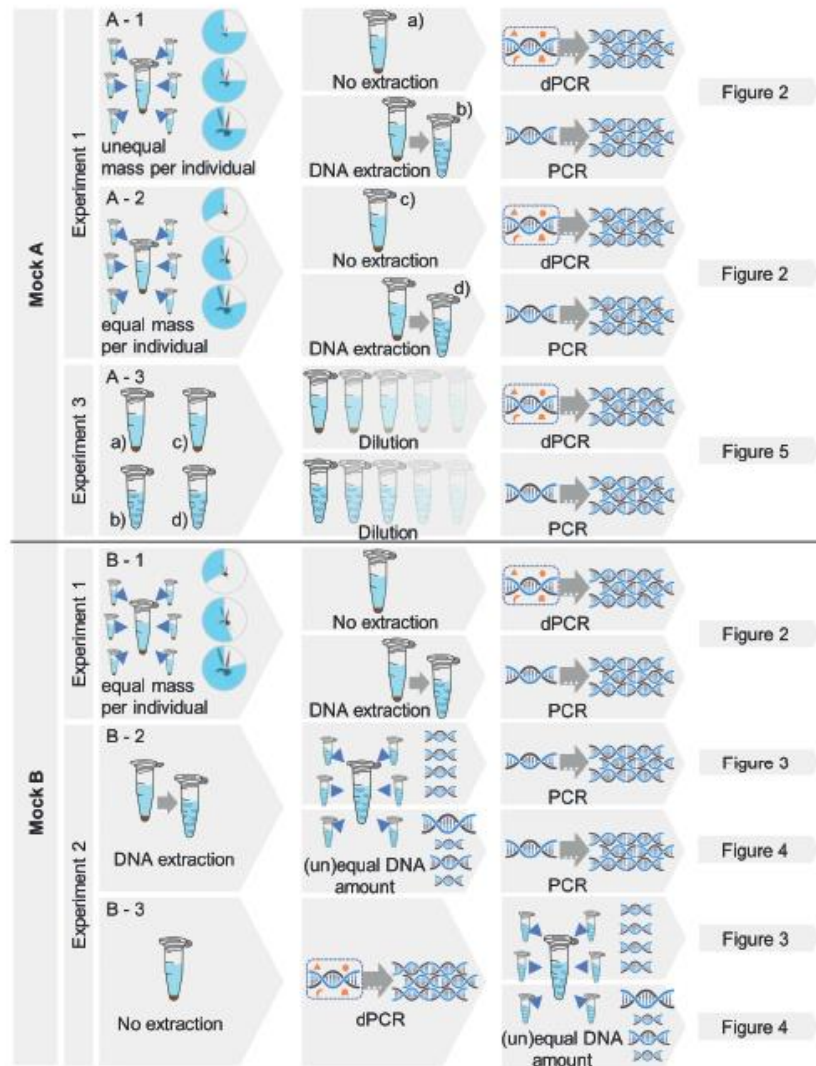 Mock A
Experiment 1
A - 1
unequal
mass per individual
a)
No extraction
dPCR
b)
DNA extraction
PCR
Figure 2
A - 2
equal mass
per individual
c)
No extraction
dPCR
d)
DNA extraction
PCR
Figure 2
Experiment 3
A - 3
a)
c)
b)
d)
Dilution
dPCR
Dilution
PCR
Figure 5
Mock B
Experiment 1
B - 1
equal mass
per individual
No extraction
dPCR
DNA extraction
PCR
Figure 2
Experiment 2
B - 2
DNA extraction
(un)equal DNA
amount
PCR
Figure 3
PCR
Figure 4
B - 3
No extraction
dPCR
(un)equal DNA
amount
Figure 3
Figure 4